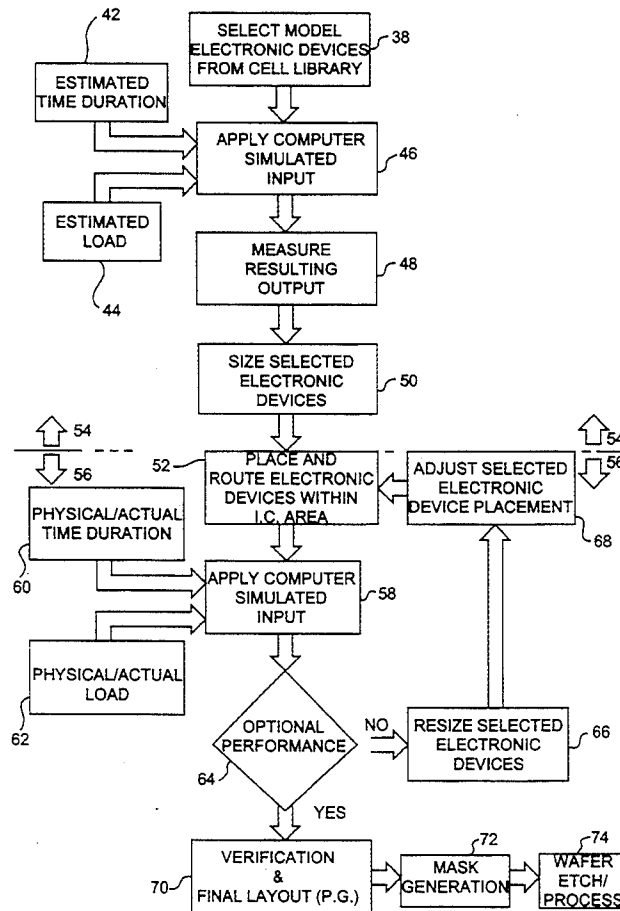 SELECT MODEL
ELECTRONIC DEVICES
FROM CELL LIBRARY
38
42
ESTIMATED
TIME DURATION
APPLY COMPUTER
SIMULATED
INPUT
46
ESTIMATED
LOAD
44
MEASURE
RESULTING
OUTPUT
48
SIZE SELECTED
ELECTRONIC
DEVICES
50
54
56
54
56
52
PLACE AND
ROUTE ELECTRONIC
DEVICES WITHIN
I.C. AREA
ADJUST SELECTED
ELECTRONIC
DEVICE PLACEMENT
68
PHYSICAL/ACTUAL
TIME DURATION
60
APPLY COMPUTER
SIMULATED
INPUT
58
PHYSICAL/ACTUAL
LOAD
62
OPTIONAL
PERFORMANCE
64
NO
RESIZE SELECTED
ELECTRONIC
DEVICES
66
YES
VERIFICATION
&
FINAL LAYOUT (P.G.)
70
72
MASK
GENERATION
74
WAFER
ETCH/
PROCESS